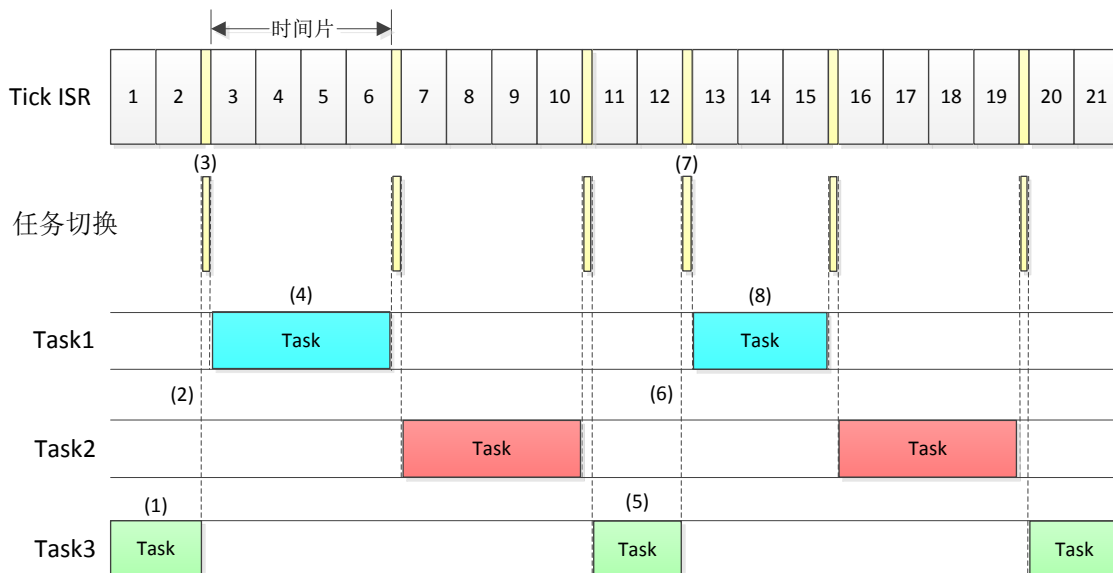 时间片
Tick ISR 1 2 3 4 5 6 7 8 9 10 11 12 13 14 15 16 17 18 19 20 21
(3) (7)
任务切换
(4) (8)
Task1 Task Task
(2) (6)
Task2 Task Task
(1) (5)
Task3 Task Task Task